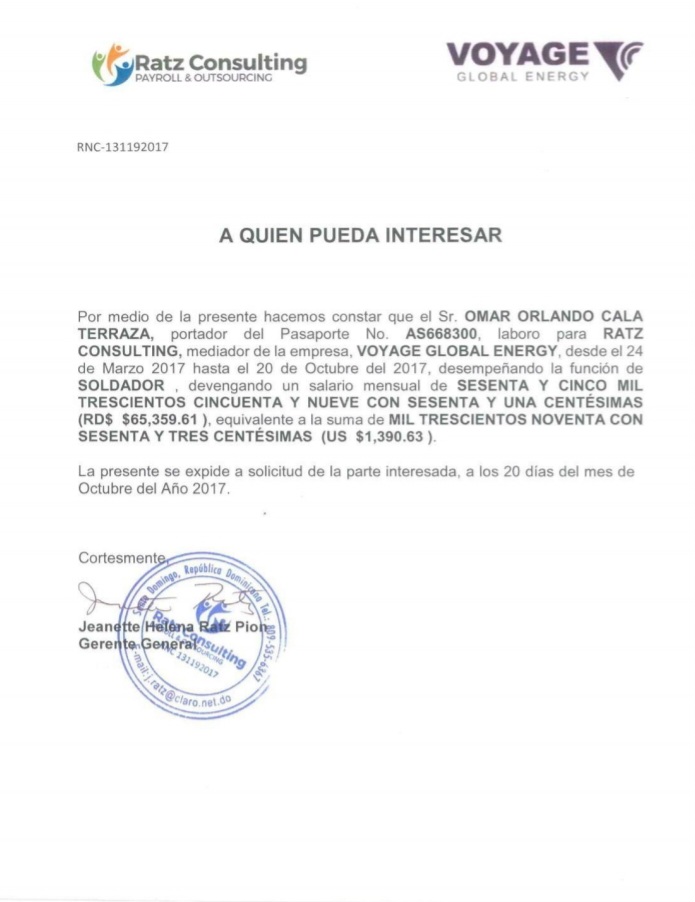 Ratz Consulting
PAYROLL & OUTSOURCING
VOYAGE
GLOBAL ENERGY
RNC-131192017
A QUIEN PUEDA INTERESAR
Por medio de la presente hacemos constar que el Sr. OMAR ORLANDO CALA
TERRAZA, portador del Pasaporte No. AS668300, laboro para RATZ
CONSULTING, mediador de la empresa, VOYAGE GLOBAL ENERGY, desde el 24
de Marzo 2017 hasta el 20 de Octubre del 2017, desempeñando la función de
SOLDADOR , devengando un salario mensual de SESENTA Y CINCO MIL
TRESCIENTOS CINCUENTA Y NUEVE CON SESENTA Y UNA CENTÉSIMAS
(RD$ $65,359.61 ), equivalente a la suma de MIL TRESCIENTOS NOVENTA CON
SESENTA Y TRES CENTÉSIMAS (US $1,390.63 ).
La presente se expide a solicitud de la parte interesada, a los 20 días del mes de
Octubre del Año 2017.
Cortesmente,
Jeanette Helena Ratz Pion
Gerente General
Santo Domingo, República Dominicana Tel.: 809-535-6367
Ratz Consulting
PAYROLL & OUTSOURCING
RNC 131192017
E-mail:j.ratz@claro.net.do